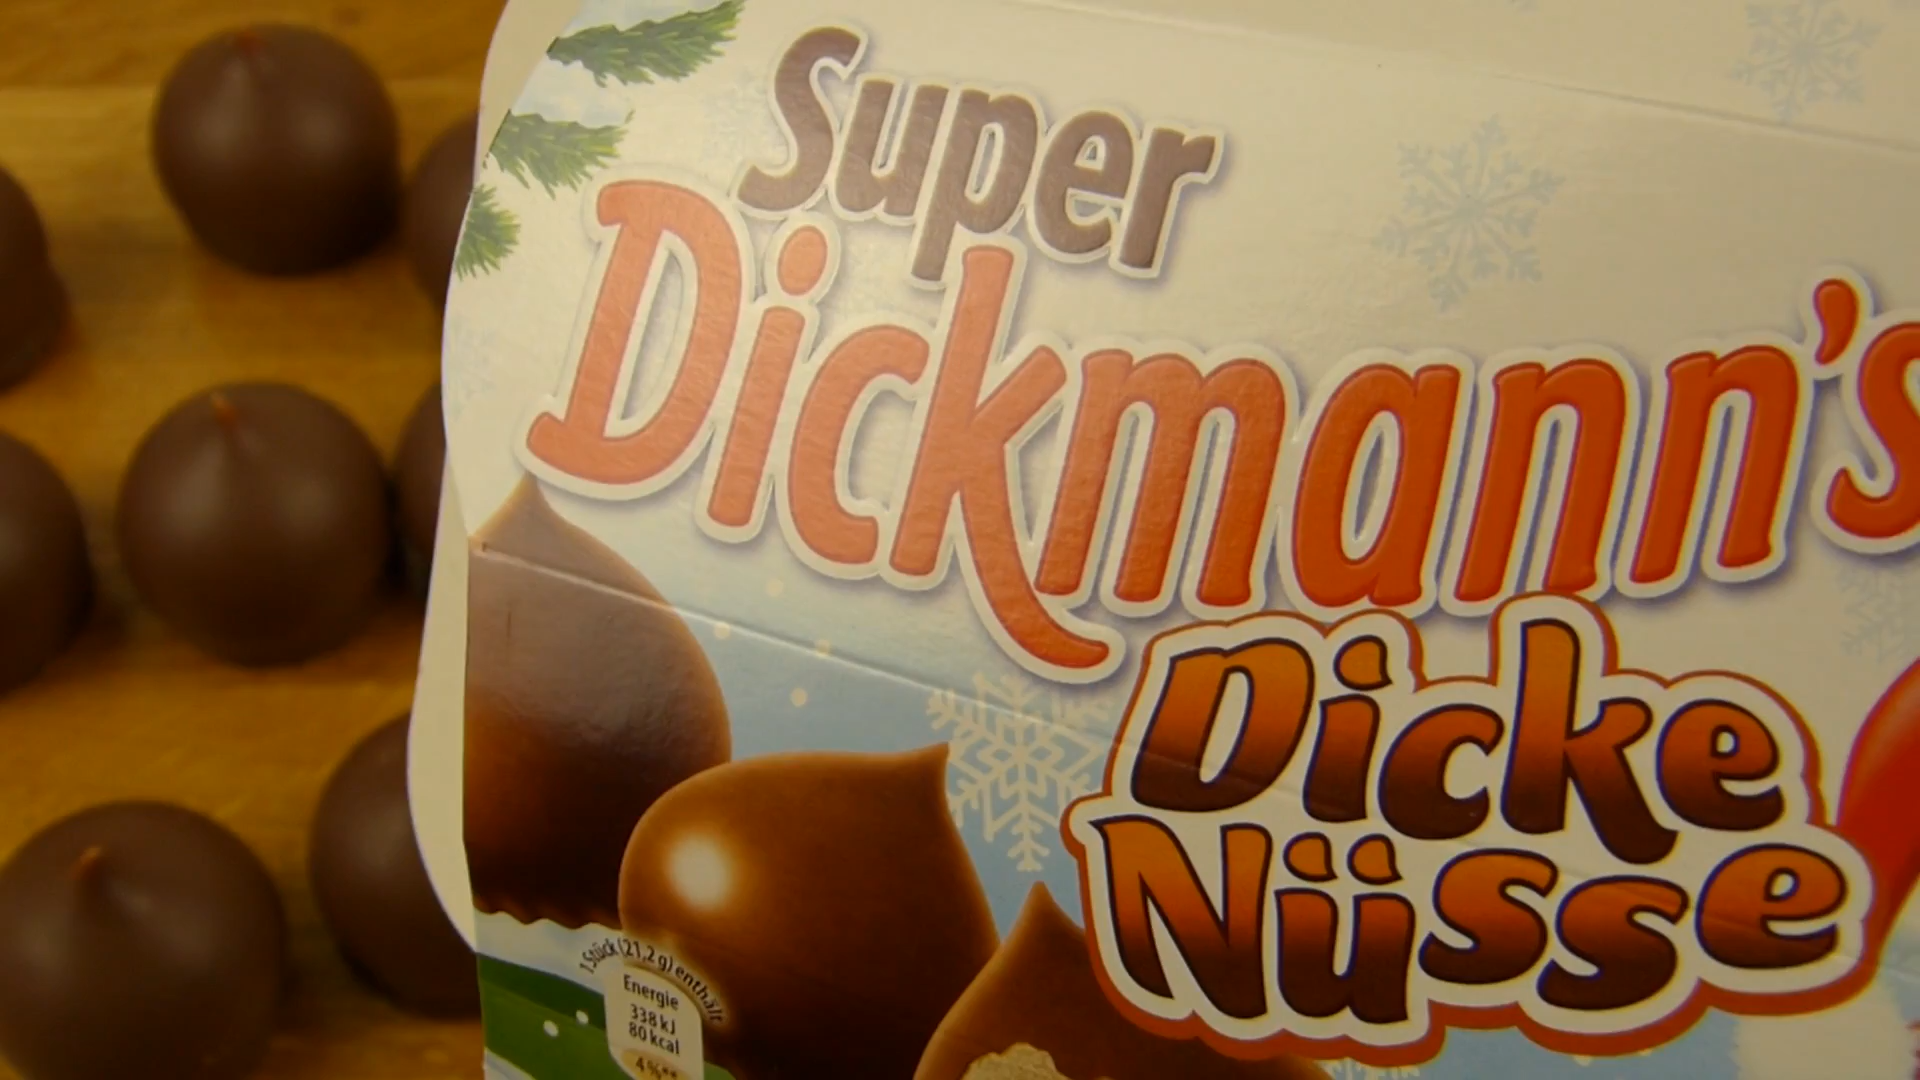 Super
Dickmann's
Dicke
Nüsse
1 Stück (21,2 g) enthält
Energie
338 kJ
80 kcal
4%**